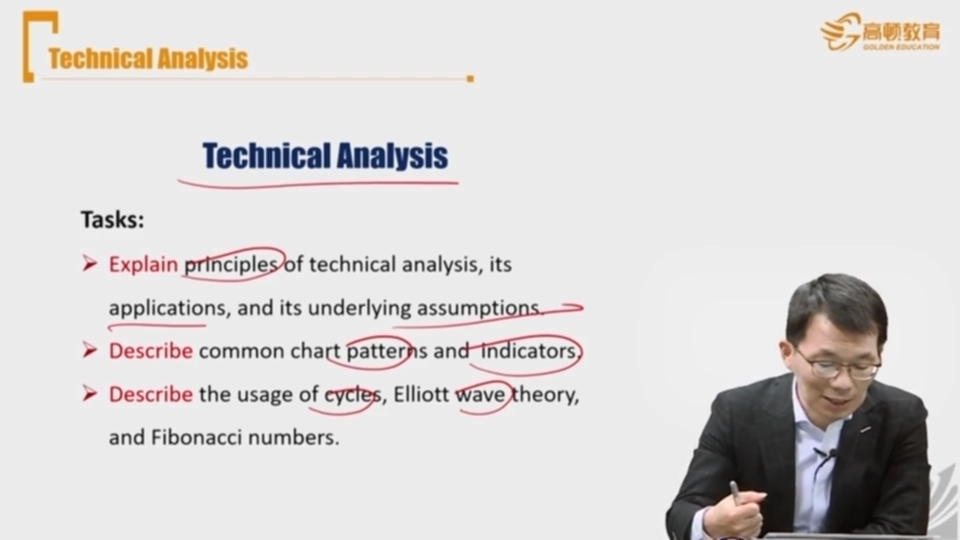 Technical Analysis
高顿教育
GOLDEN EDUCATION
Technical Analysis
Tasks:
Explain principles of technical analysis, its
applications, and its underlying assumptions.
Describe common chart patterns and indicators.
Describe the usage of cycles, Elliott wave theory,
and Fibonacci numbers.